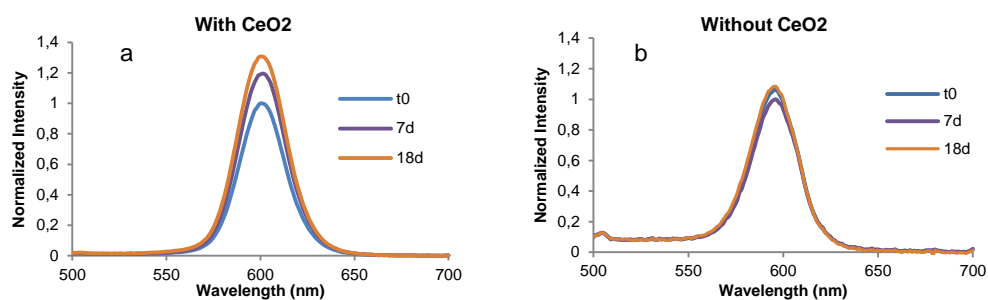 With CeO2
a
Normalized Intensity
1,4
1,2
1
0,8
0,6
0,4
0,2
0
500
550
600
650
700
Wavelength (nm)
t0
7d
18d
Without CeO2
b
Normalized Intensity
1,4
1,2
1
0,8
0,6
0,4
0,2
0
500
550
600
650
700
Wavelength (nm)
t0
7d
18d